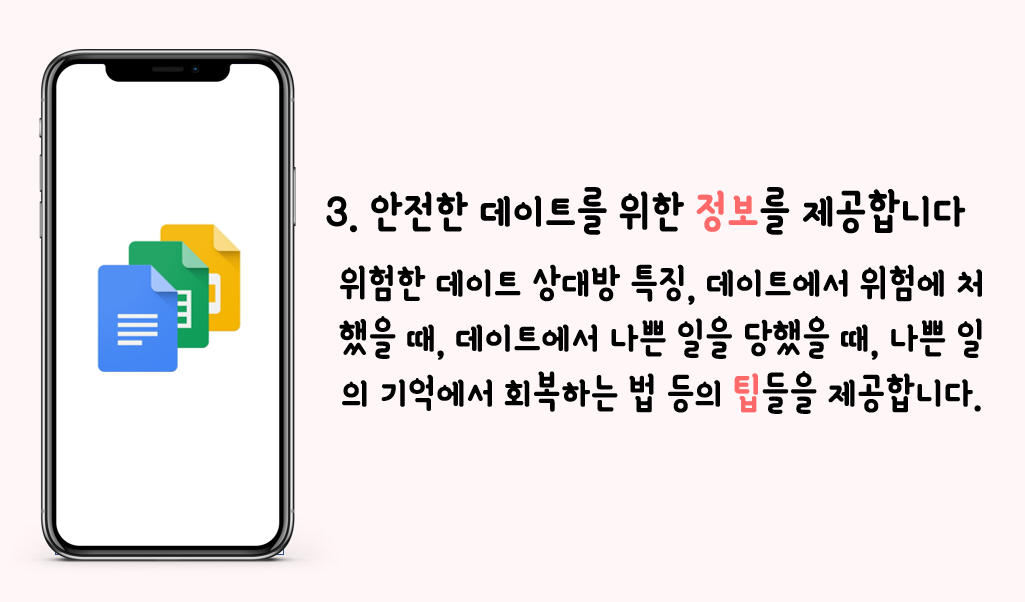 3. 안전한 데이트를 위한 정보를 제공합니다
위험한 데이트 상대방 특징, 데이트에서 위험에 처
했을 때, 데이트에서 나쁜 일을 당했을 때, 나쁜 일
의 기억에서 회복하는 법 등의 팁들을 제공합니다.